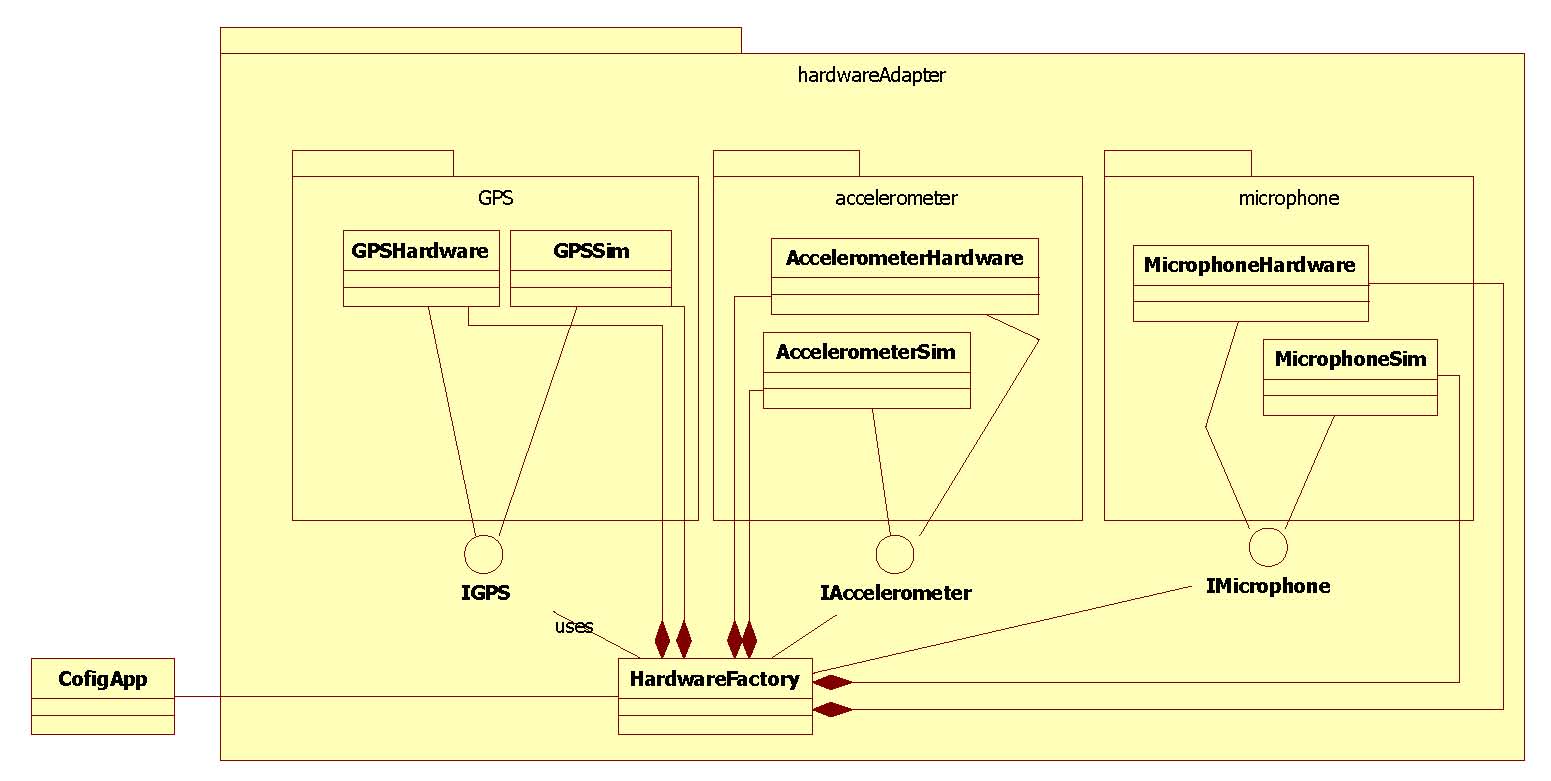 hardwareAdapter
GPS
accelerometer
microphone
GPSHardware
GPSSim
AccelerometerHardware
MicrophoneHardware
AccelerometerSim
MicrophoneSim
IGPS
IAccelerometer
IMicrophone
uses
CofigApp
HardwareFactory